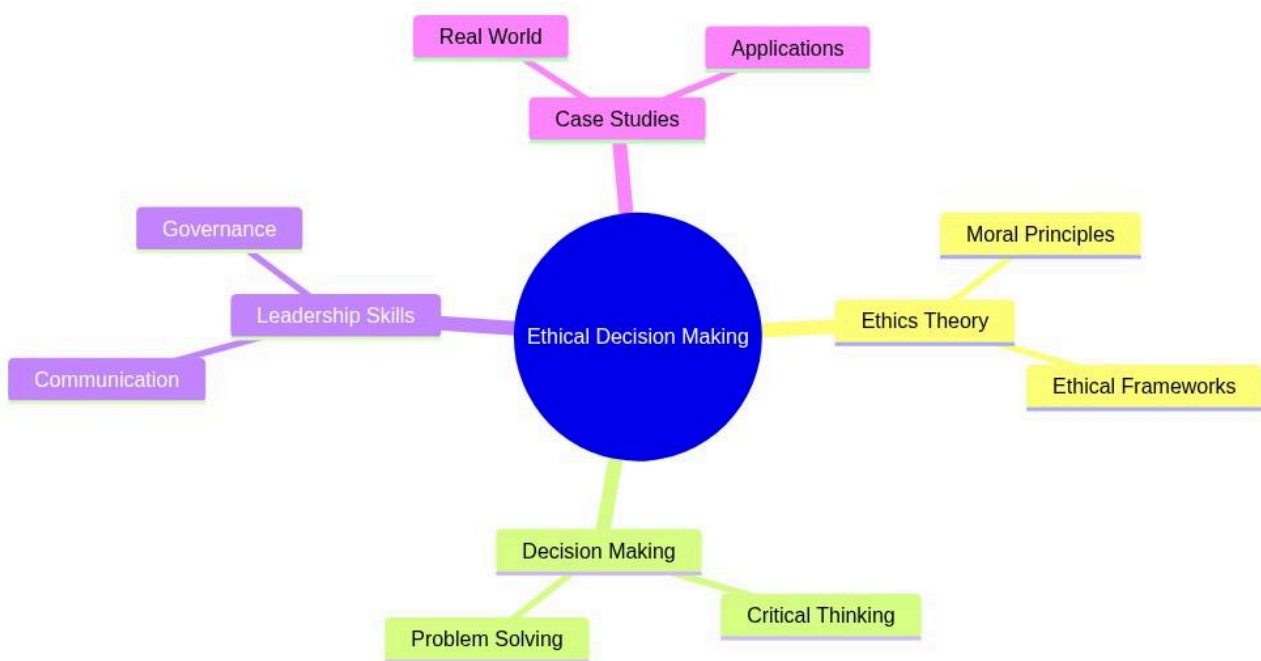 Real World
Applications
Case Studies
Governance
Moral Principles
Leadership Skills
Ethics Theory
Ethical Decision Making
Communication
Ethical Frameworks
Decision Making
Critical Thinking
Problem Solving